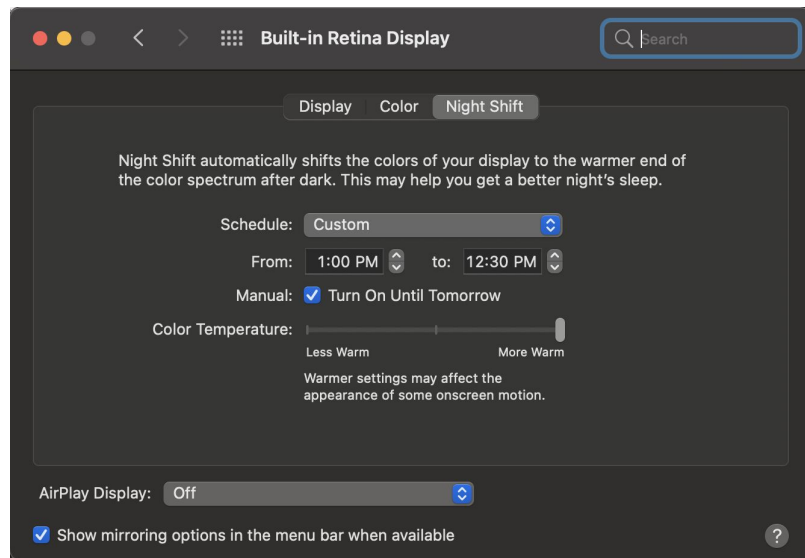 Built-in Retina Display
Search
Display Color Night Shift
Night Shift automatically shifts the colors of your display to the warmer end of
the color spectrum after dark. This may help you get a better night's sleep.
Schedule: Custom
From: 1:00 PM to: 12:30 PM
Manual: Turn On Until Tomorrow
Color Temperature:
Less Warm More Warm
Warmer settings may affect the
appearance of some onscreen motion.
AirPlay Display: Off
Show mirroring options in the menu bar when available
?